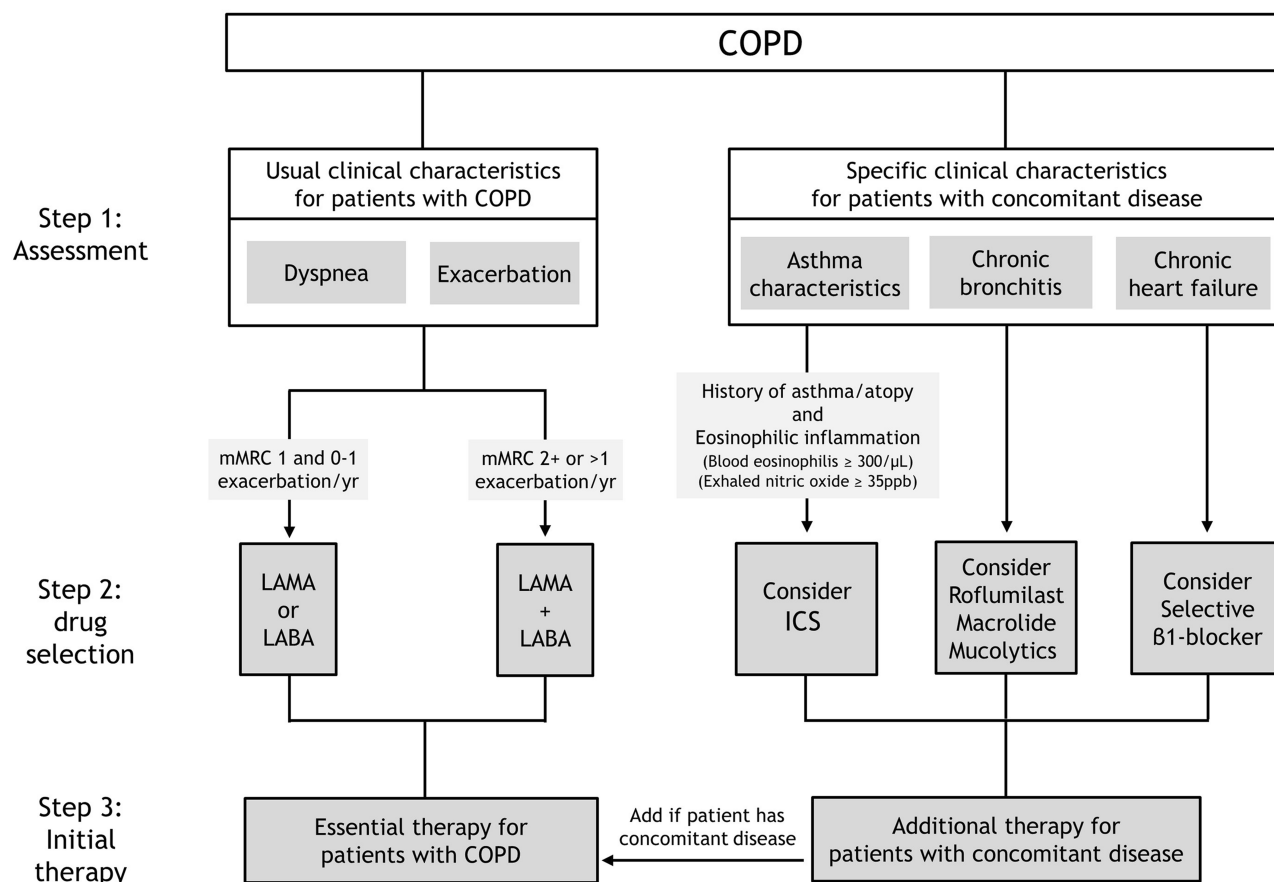 COPD
Step 1:
Assessment
Usual clinical characteristics
for patients with COPD
Dyspnea
Exacerbation
Specific clinical characteristics
for patients with concomitant disease
Asthma
characteristics
Chronic
bronchitis
Chronic
heart failure
mMRC 1 and 0-1
exacerbation/yr
mMRC 2+ or >1
exacerbation/yr
History of asthma/atopy
and
Eosinophilic inflammation
(Blood eosinophilis ≥ 300/µL)
(Exhaled nitric oxide ≥ 35ppb)
Step 2:
drug
selection
LAMA
or
LABA
LAMA
+
LABA
Consider
ICS
Consider
Roflumilast
Macrolide
Mucolytics
Consider
Selective
ß1-blocker
Step 3:
Initial
therapy
Essential therapy for
patients with COPD
Add if patient has
concomitant disease
Additional therapy for
patients with concomitant disease